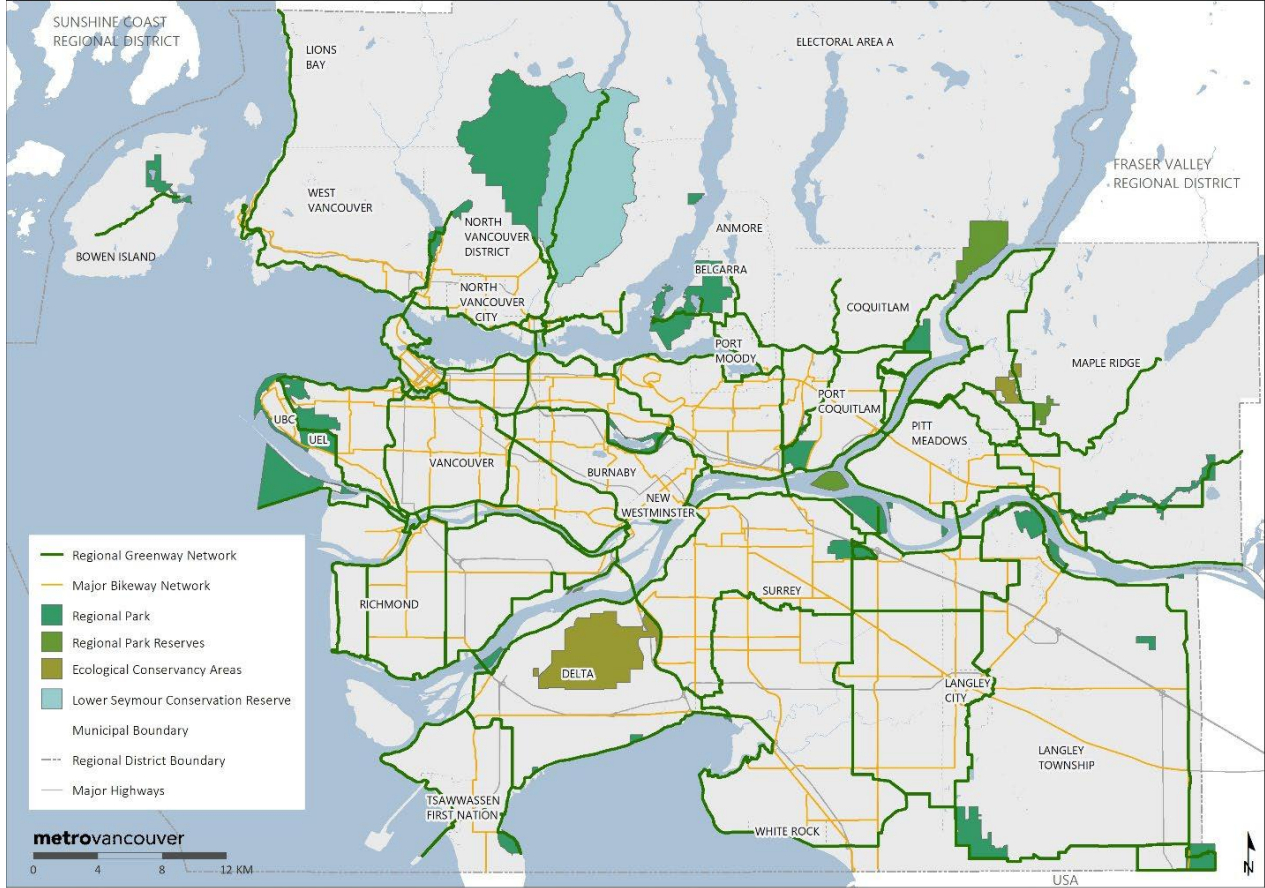 SUNSHINE COAST
REGIONAL DISTRICT
LIONS
BAY
ELECTORAL AREA A
FRASER VALLEY
REGIONAL DISTRICT
WEST
VANCOUVER
NORTH
VANCOUVER
DISTRICT
ANMORE
BOWEN ISLAND
BELCARRA
NORTH
VANCOUVER
CITY
COQUITLAM
PORT
MOODY
MAPLE RIDGE
PORT
COQUITLAM
UBC
UEL
PITT
MEADOWS
VANCOUVER
BURNABY
NEW
WESTMINSTER
RICHMOND
SURREY
DELTA
LANGLEY
CITY
LANGLEY
TOWNSHIP
TSAWWASSEN
FIRST NATION
WHITE ROCK
USA
N
Regional Greenway Network
Major Bikeway Network
Regional Park
Regional Park Reserves
Ecological Conservancy Areas
Lower Seymour Conservation Reserve
Municipal Boundary
Regional District Boundary
Major Highways
metrovancouver
0 4 8 12 KM